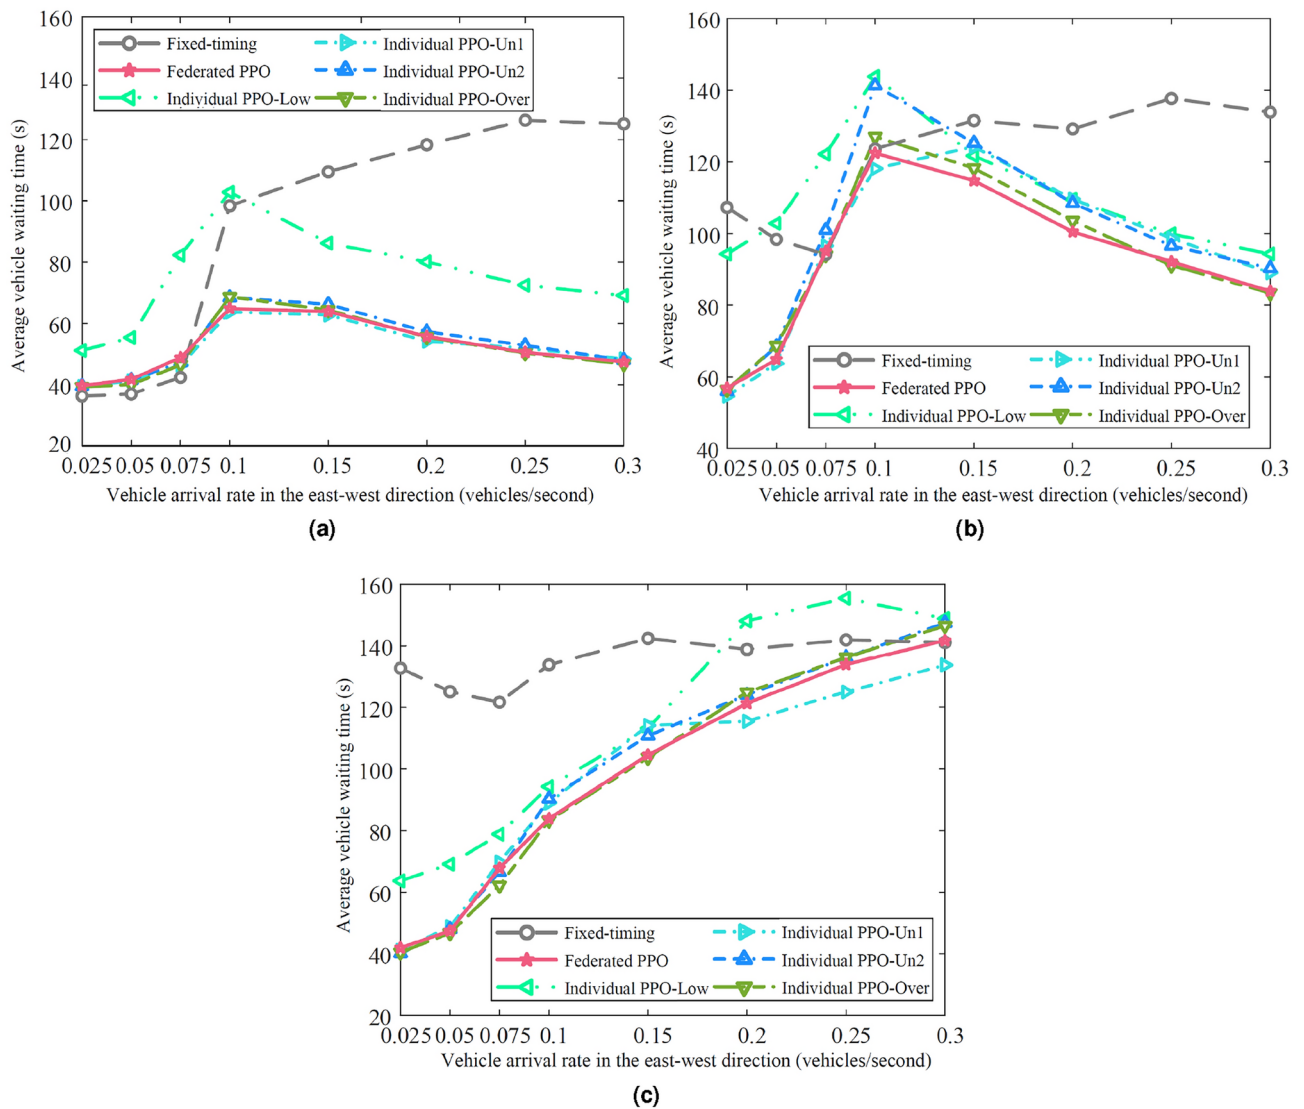 160
140
120
100
80
60
40
20
Average vehicle waiting time (s)
Fixed-timing
Federated PPO
Individual PPO-Low
Individual PPO-Un1
Individual PPO-Un2
Individual PPO-Over
0.025 0.05 0.075 0.1 0.15 0.2 0.25 0.3
Vehicle arrival rate in the east-west direction (vehicles/second)
(a)
160
140
120
100
80
60
40
Average vehicle waiting time (s)
Fixed-timing
Federated PPO
Individual PPO-Low
Individual PPO-Un1
Individual PPO-Un2
Individual PPO-Over
0.025 0.05 0.075 0.1 0.15 0.2 0.25 0.3
Vehicle arrival rate in the east-west direction (vehicles/second)
(b)
160
140
120
100
80
60
40
20
Average vehicle waiting time (s)
Fixed-timing
Federated PPO
Individual PPO-Low
Individual PPO-Un1
Individual PPO-Un2
Individual PPO-Over
0.025 0.05 0.075 0.1 0.15 0.2 0.25 0.3
Vehicle arrival rate in the east-west direction (vehicles/second)
(c)